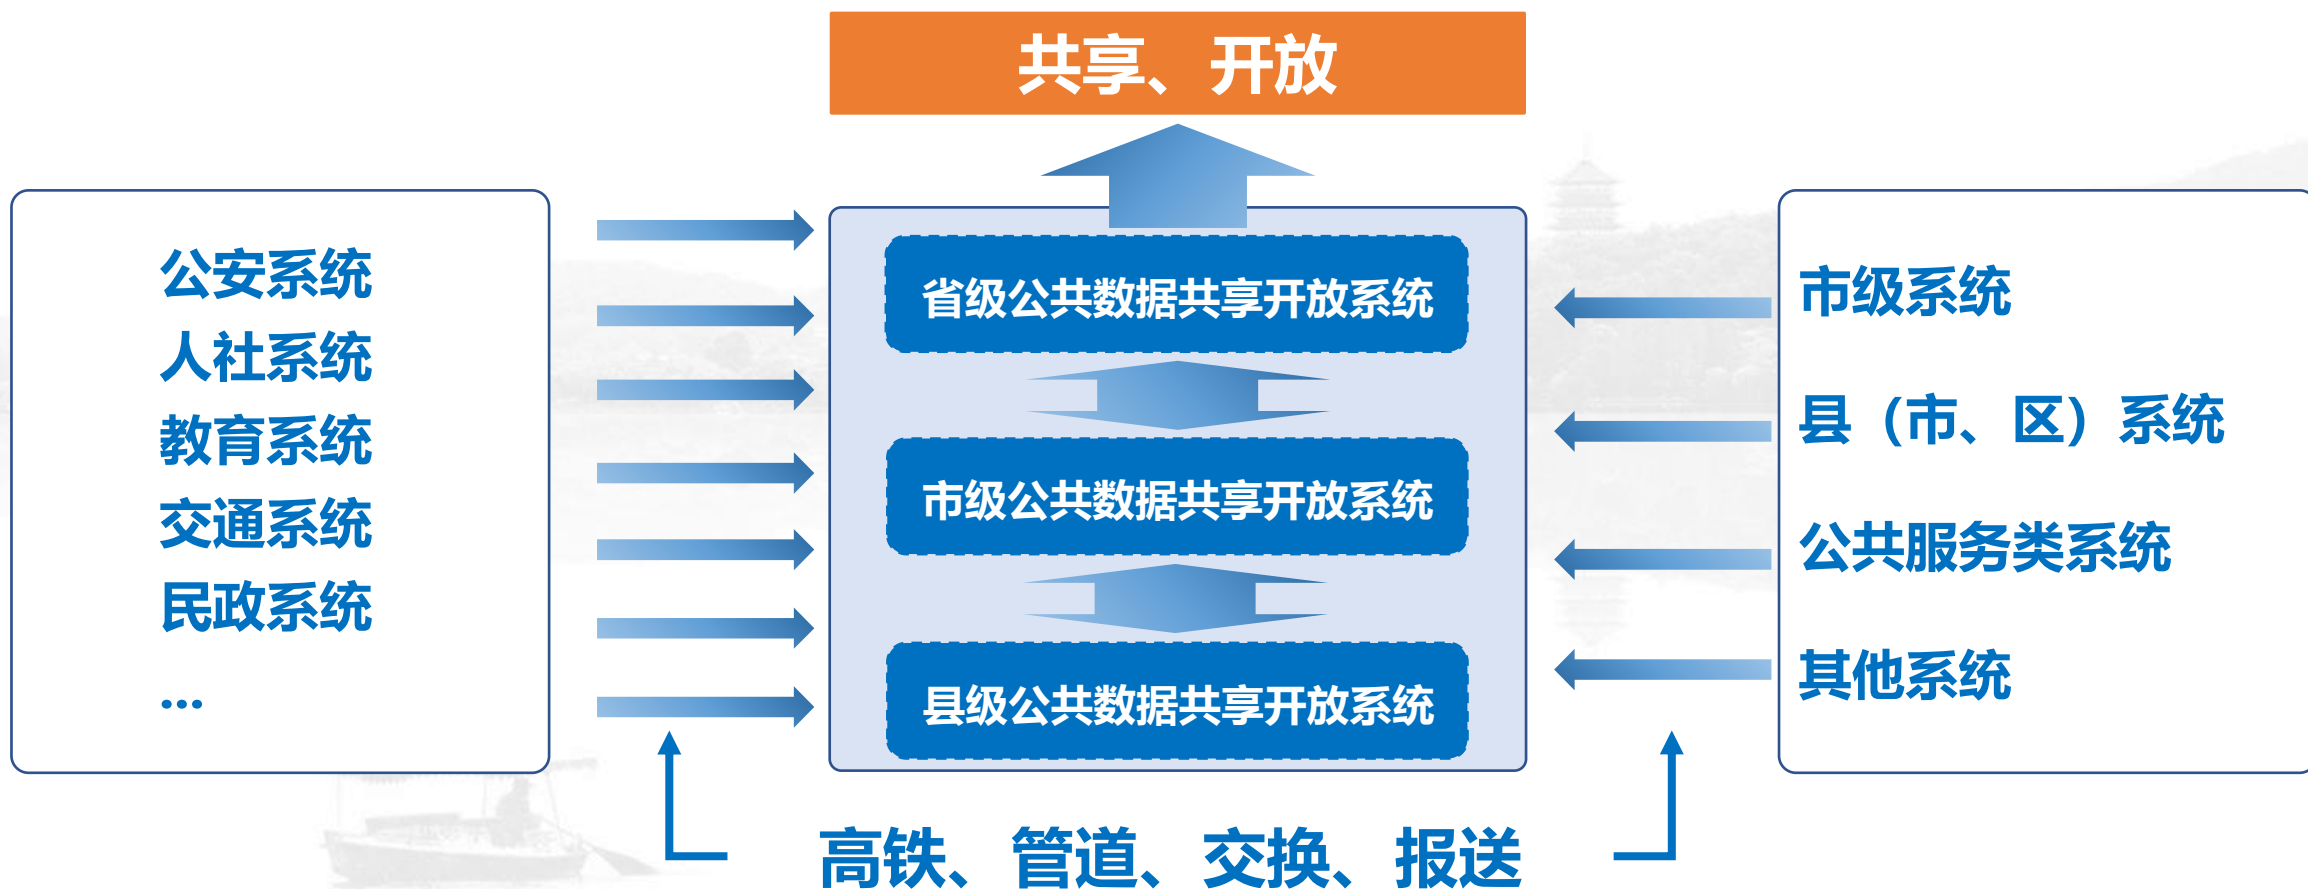 共享、开放
公安系统
人社系统
教育系统
交通系统
民政系统
...
省级公共数据共享开放系统
市级公共数据共享开放系统
县级公共数据共享开放系统
市级系统
县（市、区）系统
公共服务类系统
其他系统
高铁、管道、交换、报送